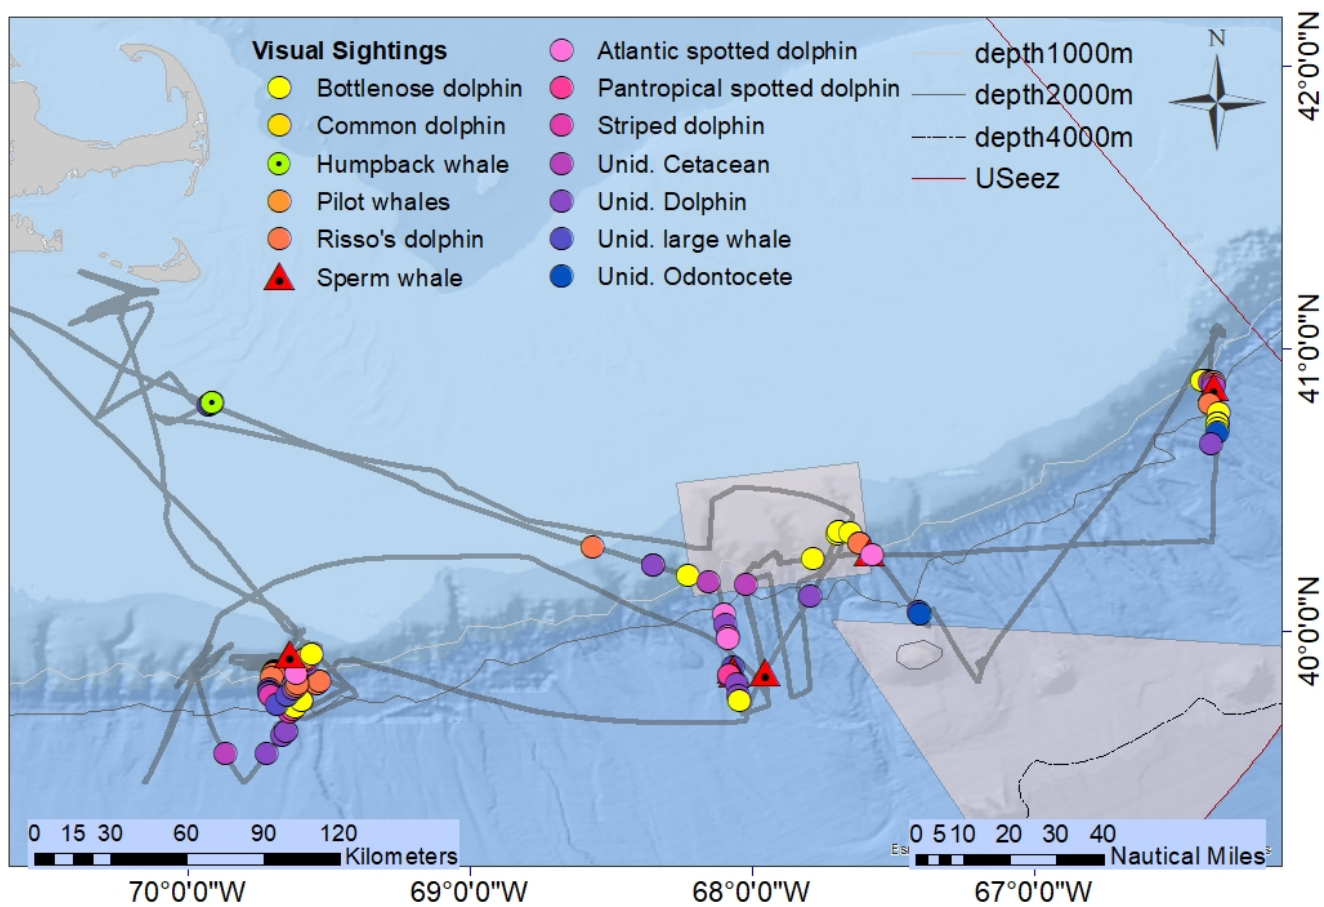 Visual Sightings
Bottlenose dolphin
Common dolphin
Humpback whale
Pilot whales
Risso's dolphin
Sperm whale
Atlantic spotted dolphin
Pantropical spotted dolphin
Striped dolphin
Unid. Cetacean
Unid. Dolphin
Unid. large whale
Unid. Odontocete
depth1000m
depth2000m
depth4000m
USeez
N
42°0'0"N
41°0'0"N
40°0'0"N
0 15 30 60 90 120
Kilometers
0 5 10 20 30 40
Nautical Miles
70°0'0"W 69°0'0"W 68°0'0"W 67°0'0"W